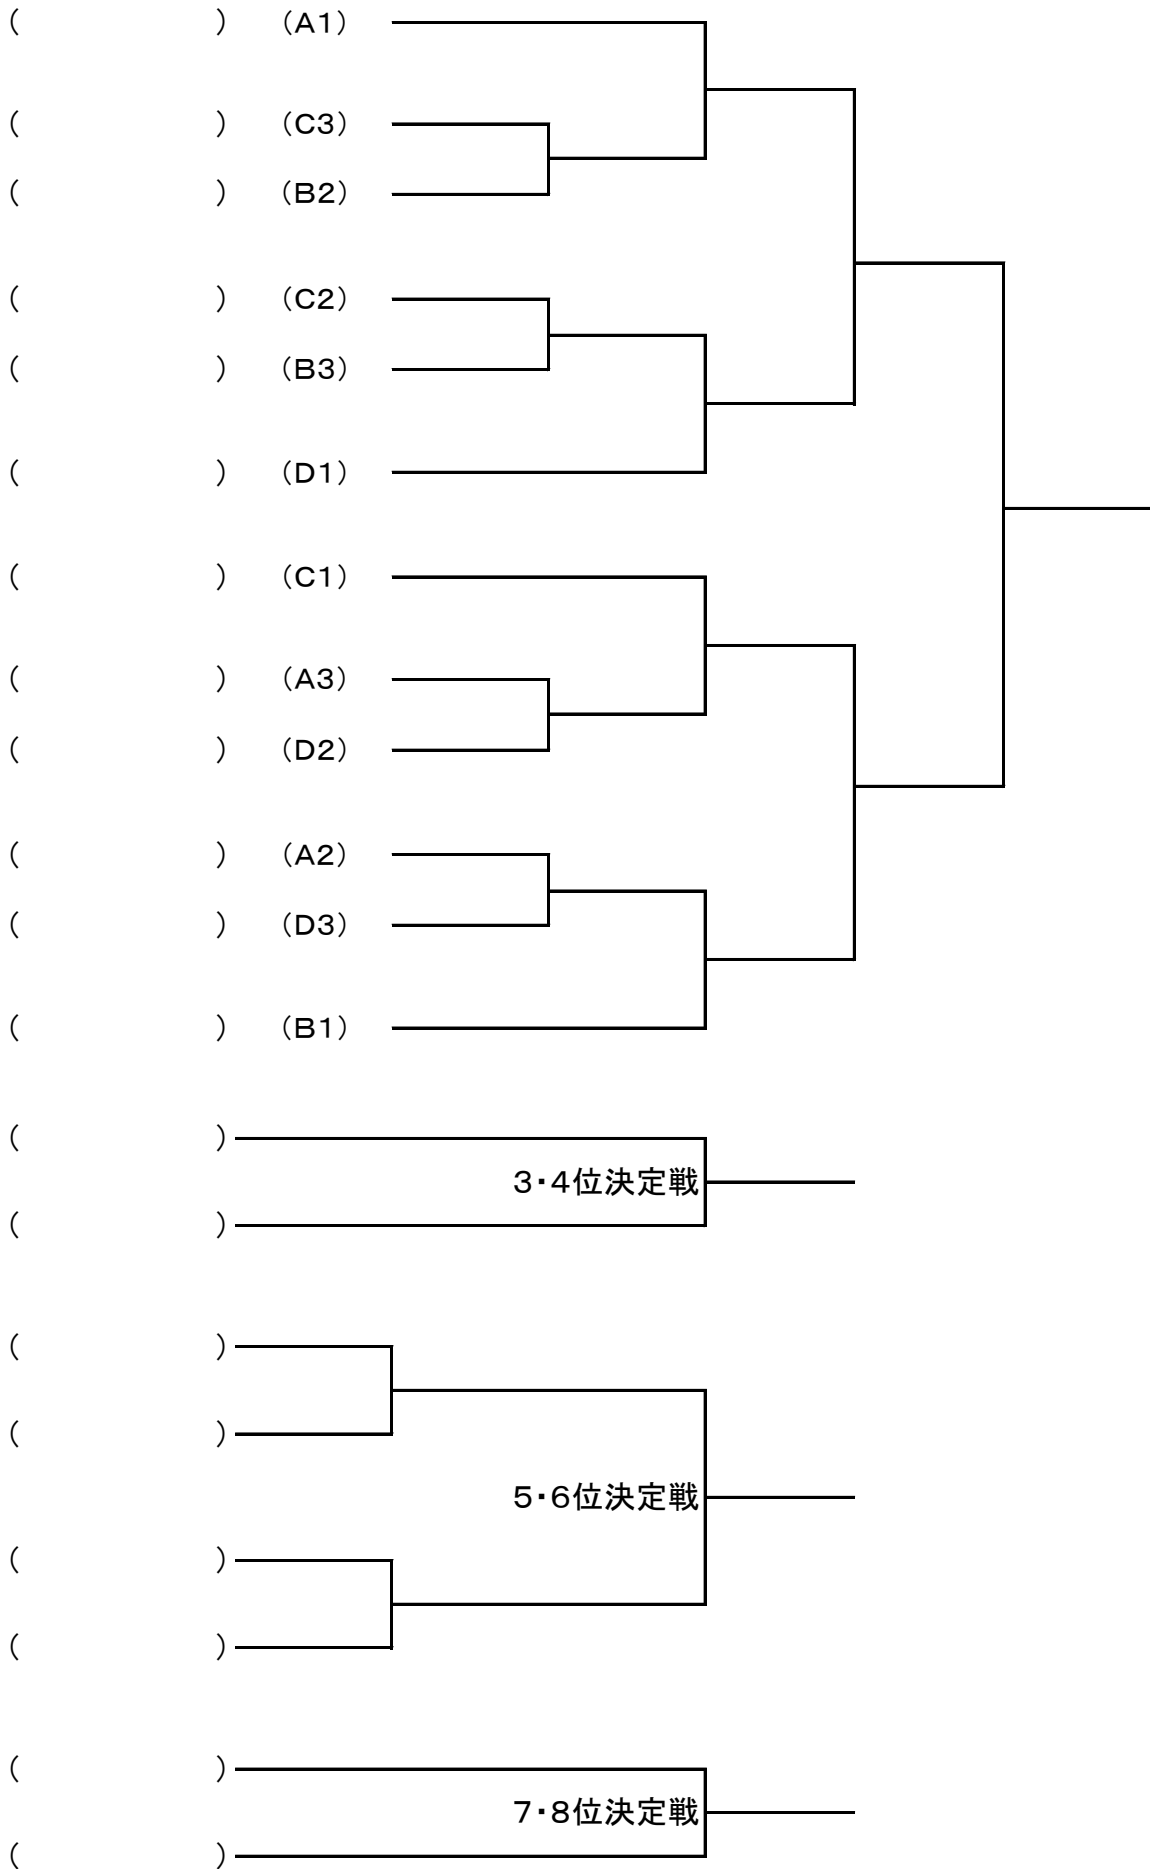 (　　　　　) （A1）
(　　　　　) （C3）
(　　　　　) （B2）
(　　　　　) （C2）
(　　　　　) （B3）
(　　　　　) （D1）
(　　　　　) （C1）
(　　　　　) （A3）
(　　　　　) （D2）
(　　　　　) （A2）
(　　　　　) （D3）
(　　　　　) （B1）
(　　　　　)
3・4位決定戦
(　　　　　)
(　　　　　)
(　　　　　)
5・6位決定戦
(　　　　　)
(　　　　　)
(　　　　　)
7・8位決定戦
(　　　　　)